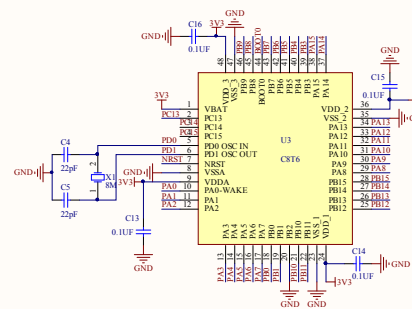 C16
GND
3V3
0.1UF
GND
PB9
PB8
BOOT0
PB7
PB6
PB5
PB4
PB3
PA15
PA14
48 47 46 45 44 43 42 41 40 39 38 37
VDD_3
VSS_3
PB9
PB8
BOOT0
PB7
PB6
PB5
PB4
PB3
PA15
PA14
GND
C15
0.1UF
3V3 1 VBAT
PC13 2 PC13
PC14 3 PC14
PC15 4 PC15
PD0 5 PD0 OSC IN
PD1 6 PD1 OSC OUT
NRST 7 NRST
8 VSSA
3V3 9 VDDA
PA0 10 PA0-WAKE
PA1 11 PA1
PA2 12 PA2
U3
C8T6
VDD_2 36
VSS_2 35
PA13 34 PA13
PA12 33 PA12
PA11 32 PA11
PA10 31 PA10
PA9 30 PA9
PA8 29 PA8
PB15 28 PB15
PB14 27 PB14
PB13 26 PB13
PB12 25 PB12
C4
22pF
GND
X1
8M
2
1
C5
22pF
GND
C13
0.1UF
GND
PA3
PA4
PA5
PA6
PA7
PB0
PB1
PB2
PB10
PB11
VSS_1
VDD_1
13 14 15 16 17 18 19 20 21 22 23 24
PA3
PA4
PA5
PA6
PA7
PB0
PB1
PB10
PB11
GND
GND
C14
0.1UF
GND
3V3